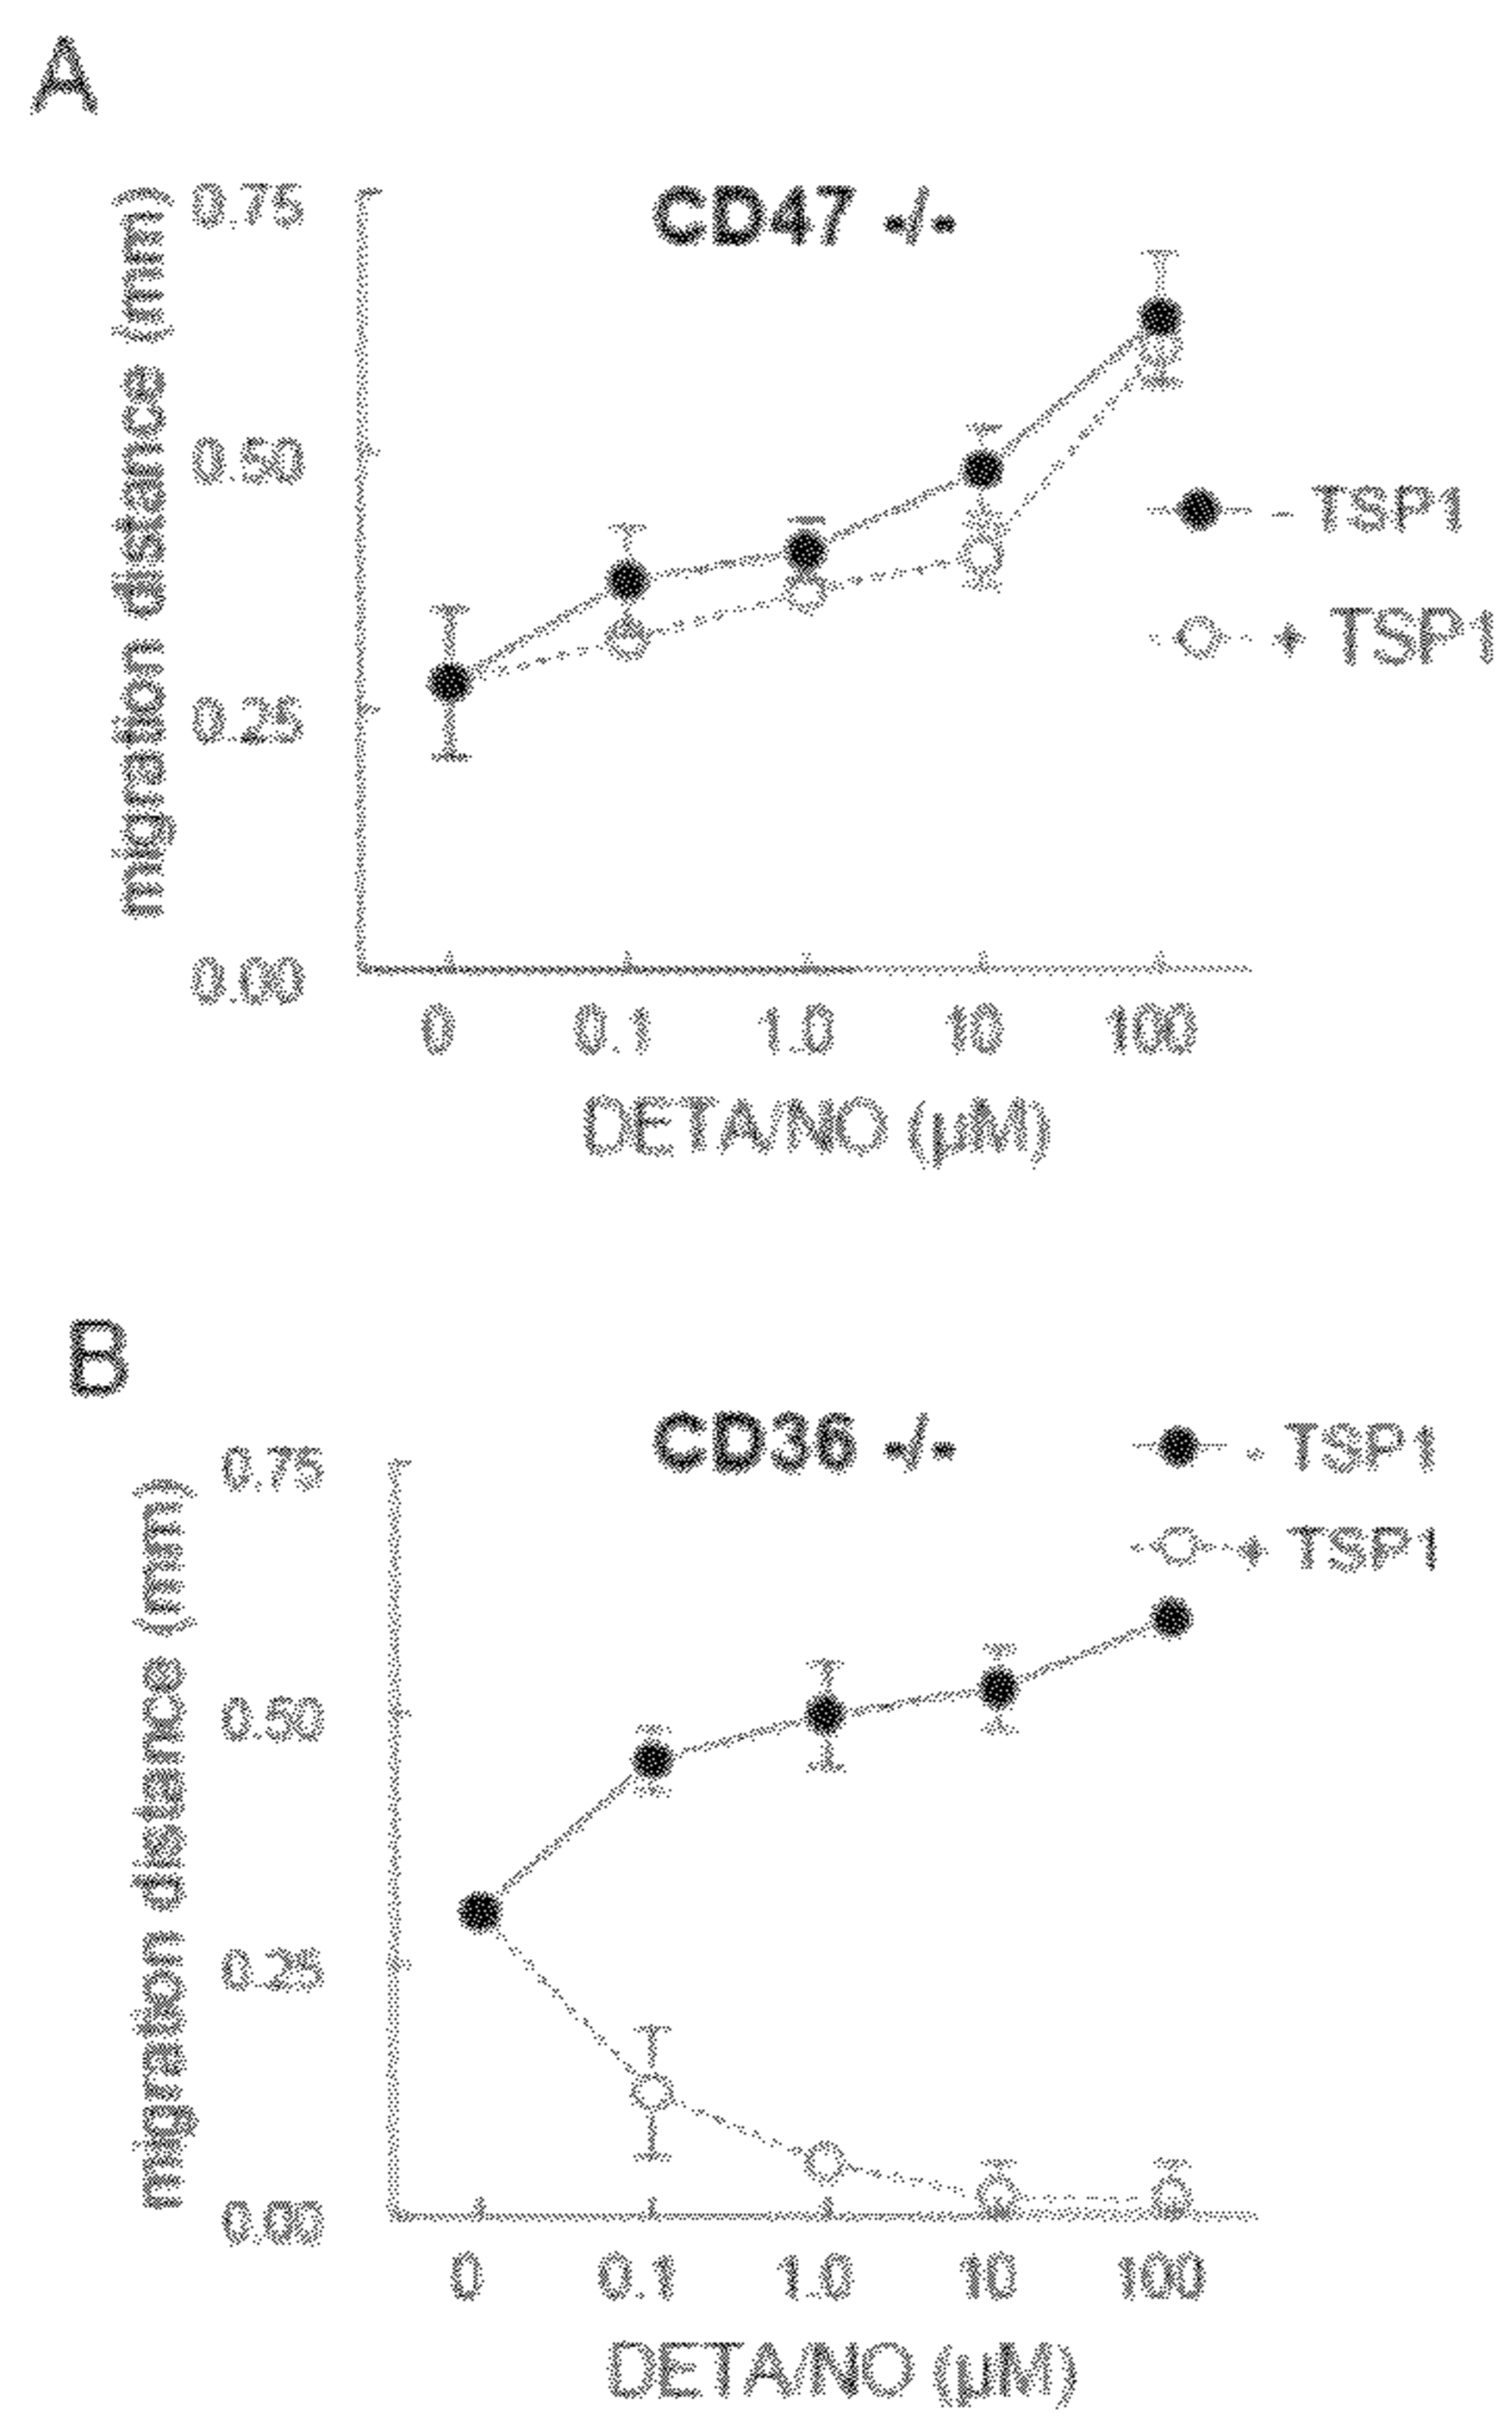 A
CD47 -/-
migration distance (mm)
0.75
0.50
0.25
0.00
- TSP1
+ TSP1
0 0.1 1.0 10 100
DETA/NO (µM)
B
CD36 -/-
migration distance (mm)
0.75
0.50
0.25
0.00
- TSP1
+ TSP1
0 0.1 1.0 10 100
DETA/NO (µM)